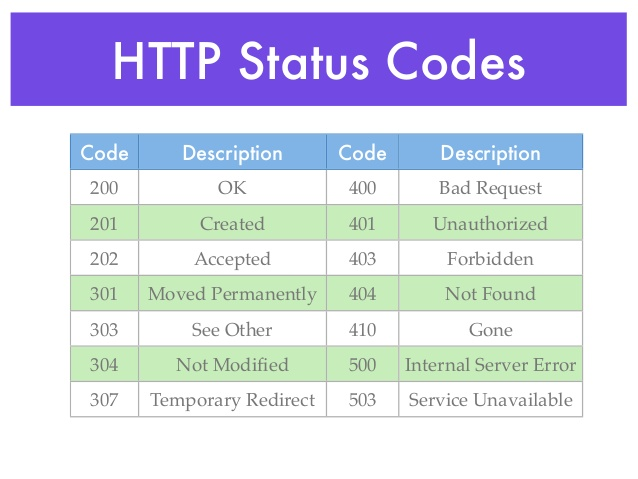 HTTP Status Codes
Code Description Code Description
200 OK 400 Bad Request
201 Created 401 Unauthorized
202 Accepted 403 Forbidden
301 Moved Permanently 404 Not Found
303 See Other 410 Gone
304 Not Modified 500 Internal Server Error
307 Temporary Redirect 503 Service Unavailable